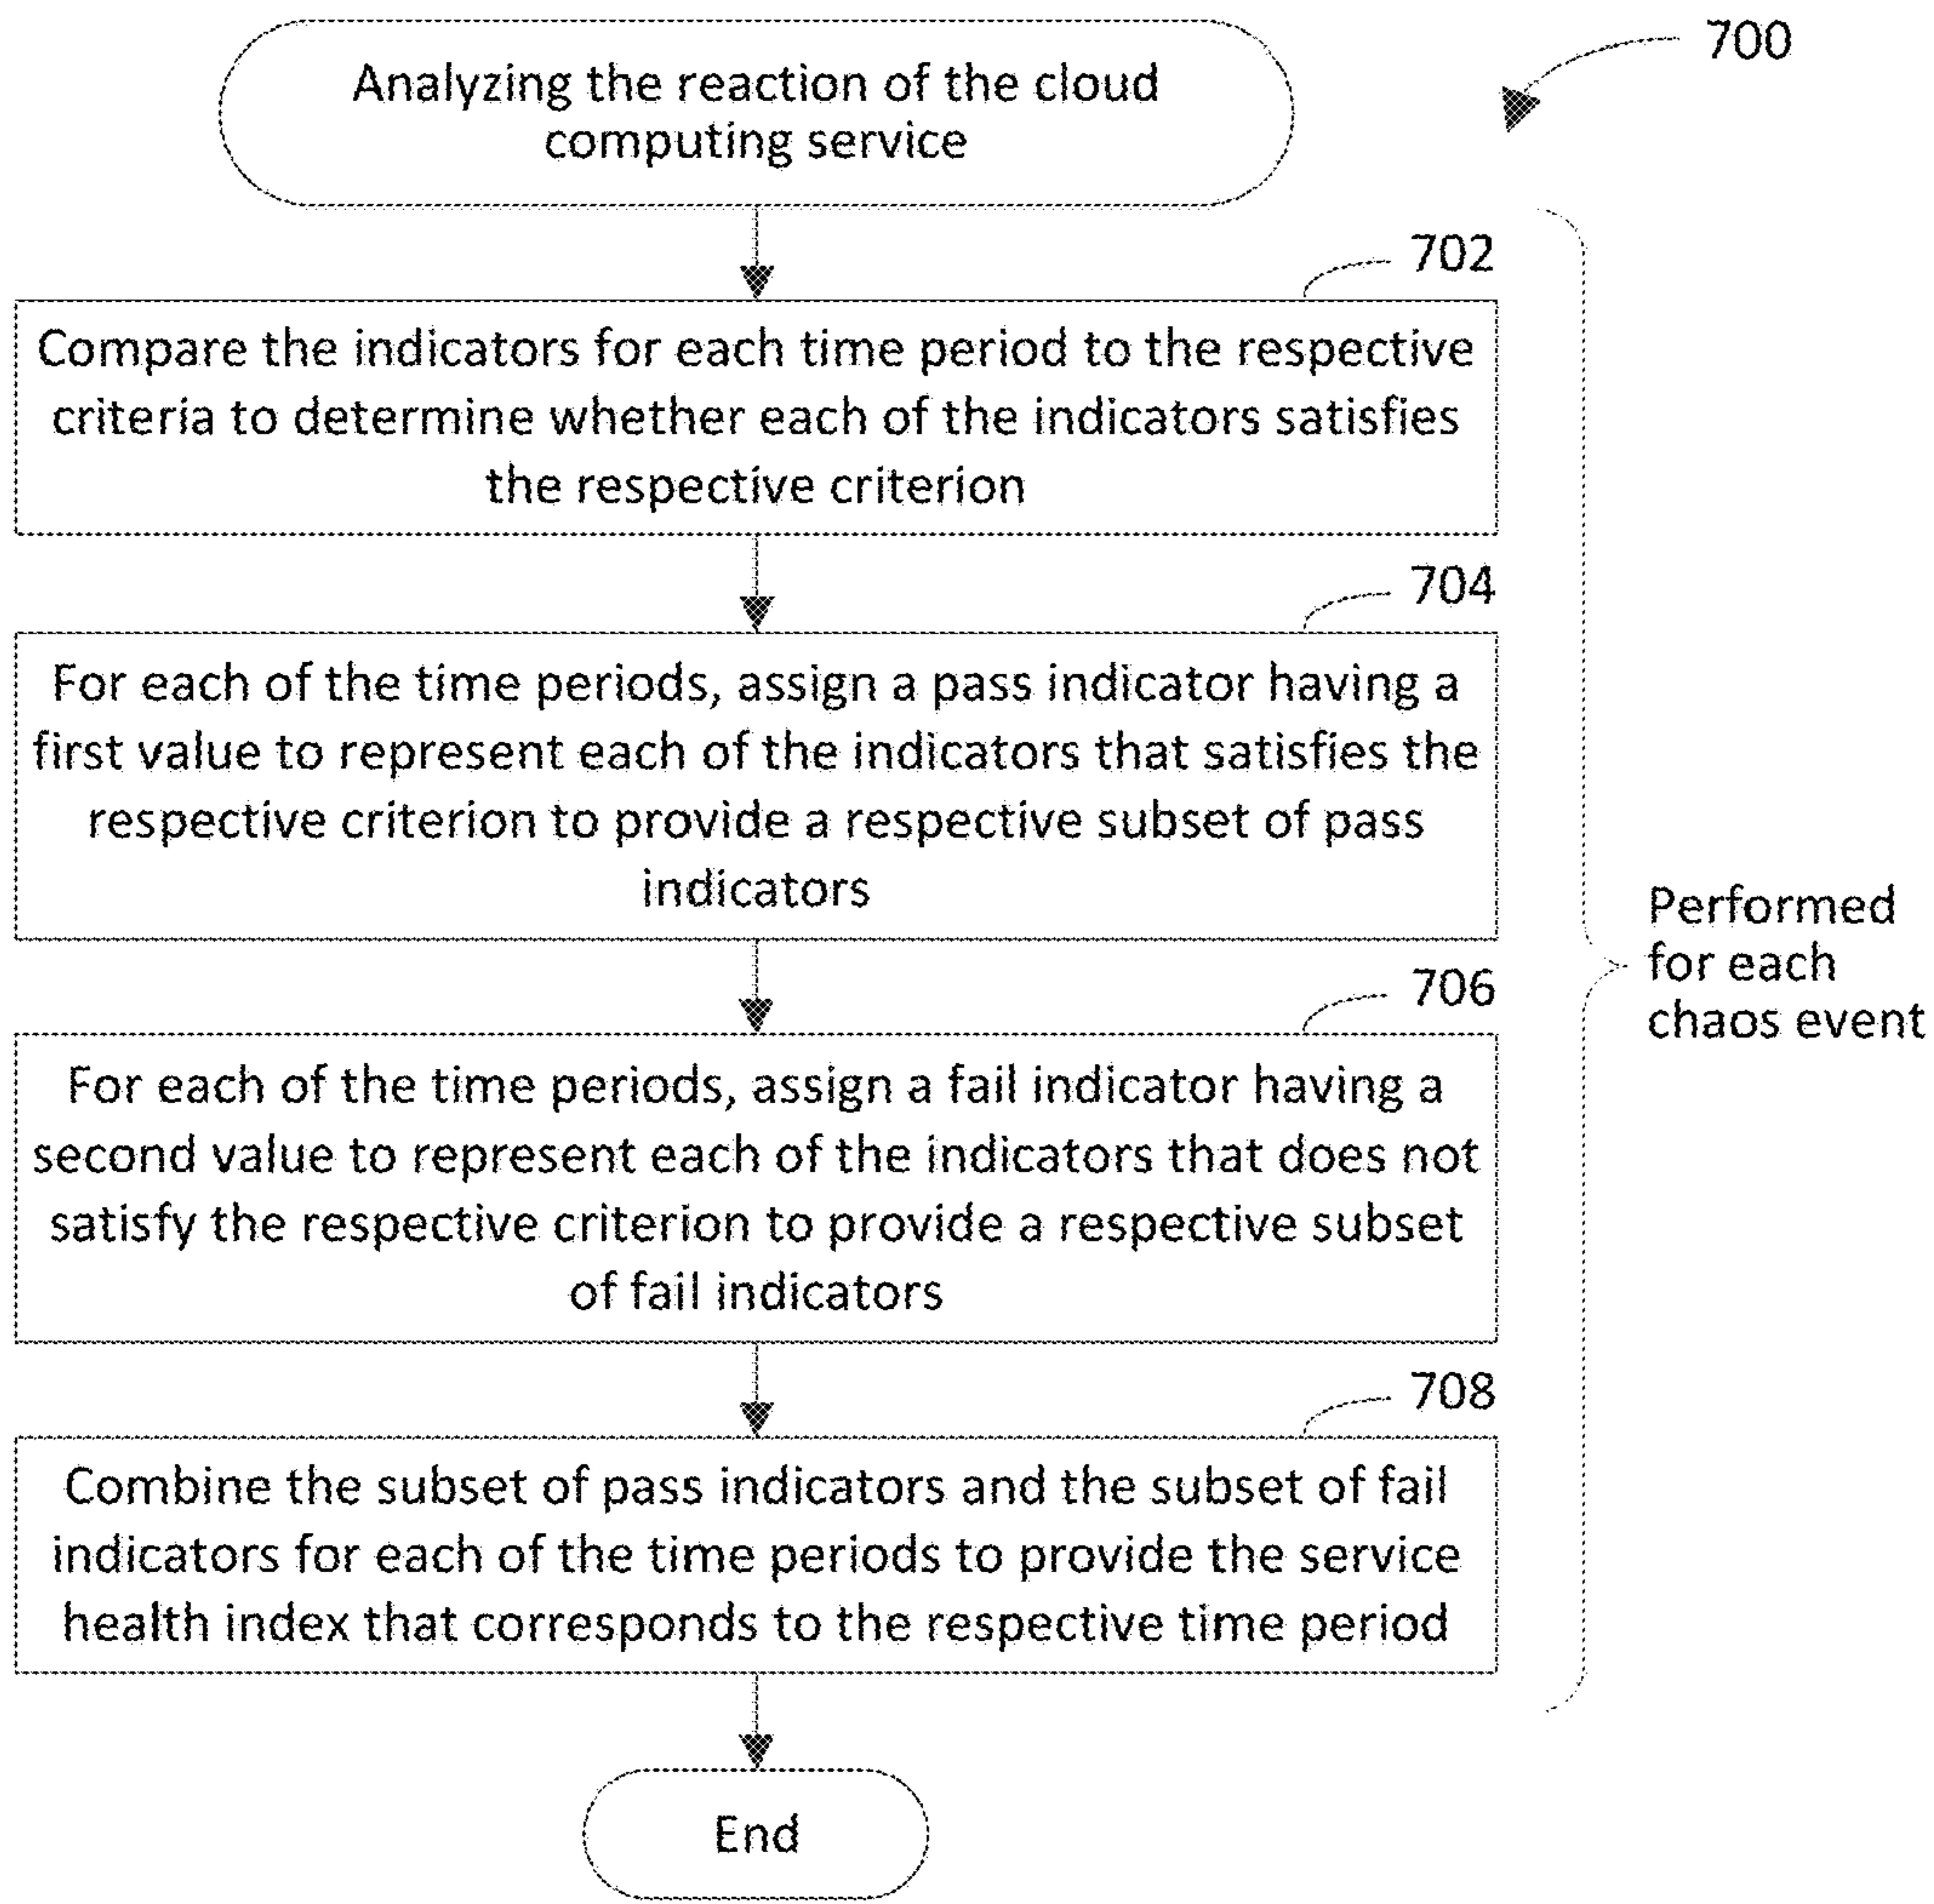 700
Analyzing the reaction of the cloud
computing service
702
Compare the indicators for each time period to the respective
criteria to determine whether each of the indicators satisfies
the respective criterion
704
For each of the time periods, assign a pass indicator having a
first value to represent each of the indicators that satisfies the
respective criterion to provide a respective subset of pass
indicators
706
For each of the time periods, assign a fail indicator having a
second value to represent each of the indicators that does not
satisfy the respective criterion to provide a respective subset
of fail indicators
708
Combine the subset of pass indicators and the subset of fail
indicators for each of the time periods to provide the service
health index that corresponds to the respective time period
End
Performed
for each
chaos event